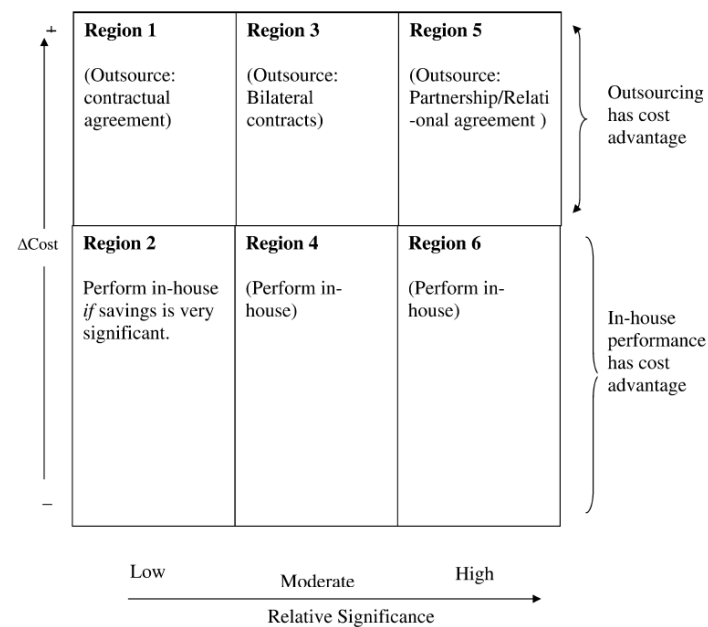 +
Region 1
(Outsource:
contractual
agreement)
Region 3
(Outsource:
Bilateral
contracts)
Region 5
(Outsource:
Partnership/Relati
-onal agreement )
Outsourcing
has cost
advantage
ΔCost
Region 2
Perform in-house
if savings is very
significant.
Region 4
(Perform in-
house)
Region 6
(Perform in-
house)
In-house
performance
has cost
advantage
–
Low
Moderate
High
Relative Significance